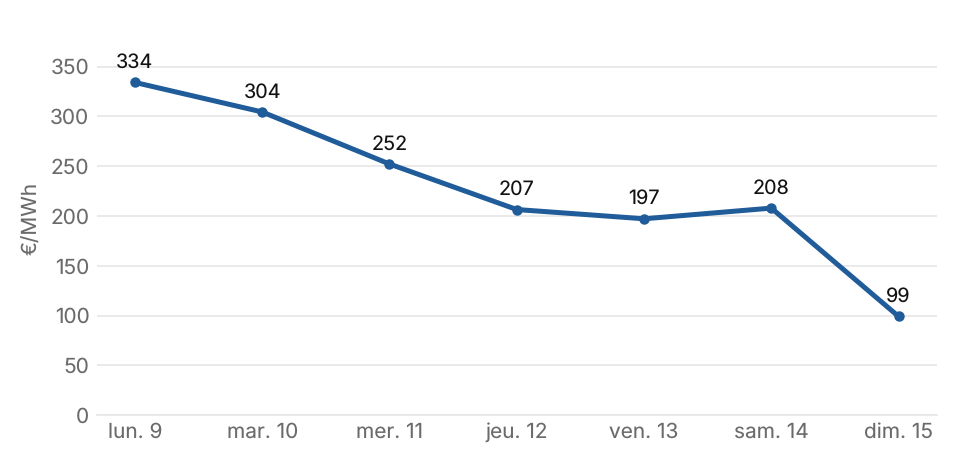 €/MWh
350
300
250
200
150
100
50
0
334
304
252
207
197
208
99
lun. 9
mar. 10
mer. 11
jeu. 12
ven. 13
sam. 14
dim. 15